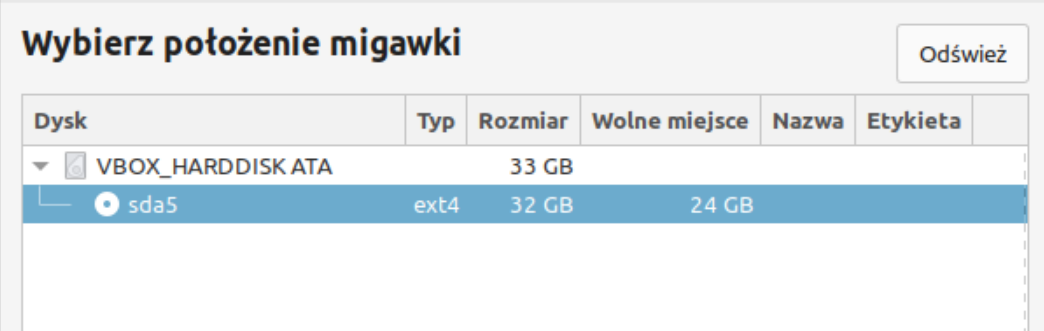 Wybierz położenie migawki
Odśwież
Dysk Typ Rozmiar Wolne miejsce Nazwa Etykieta
VBOX_HARDDISK ATA 33 GB
sda5 ext4 32 GB 24 GB